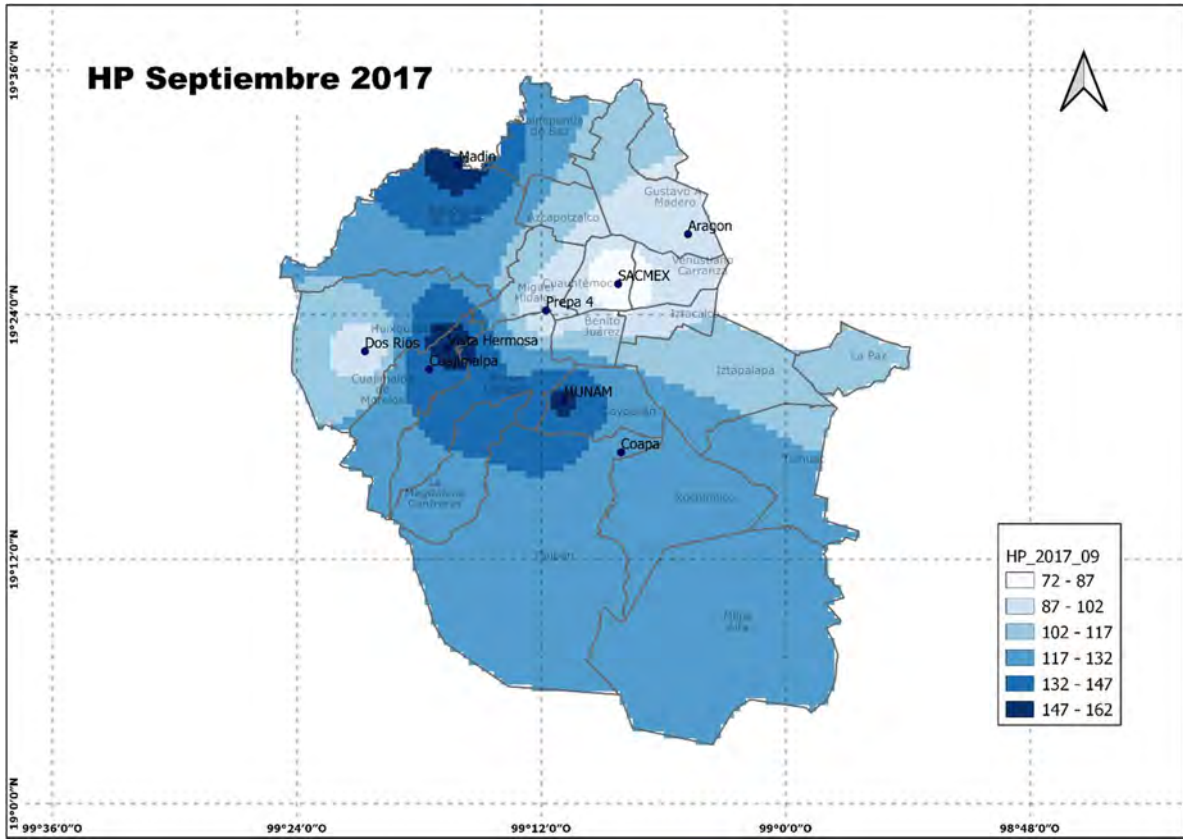 HP Septiembre 2017
19°36'0"N
19°24'0"N
19°12'0"N
19°0'0"N
de Baz
Madin
Gustavo A.
Madero
Azcapotzalco
Aragon
Venustiano
Carranza
SACMEX
Cuauhtémoc
Miguel
Hidalgo
Prepa 4
Benito
Juárez
Iztacalco
Dos Rios
Vista Hermosa
Cuajimalpa
Cuajimalpa
de
Morelos
Iztapalapa
La Paz
HUNAM
Coyoacán
Coapa
Tláhuac
La
Magdalena
Contreras
Xochimilco
Tlalpan
Milpa
Alta
HP_2017_09
72 - 87
87 - 102
102 - 117
117 - 132
132 - 147
147 - 162
99°36'0"O
99°24'0"O
99°12'0"O
99°0'0"O
98°48'0"O